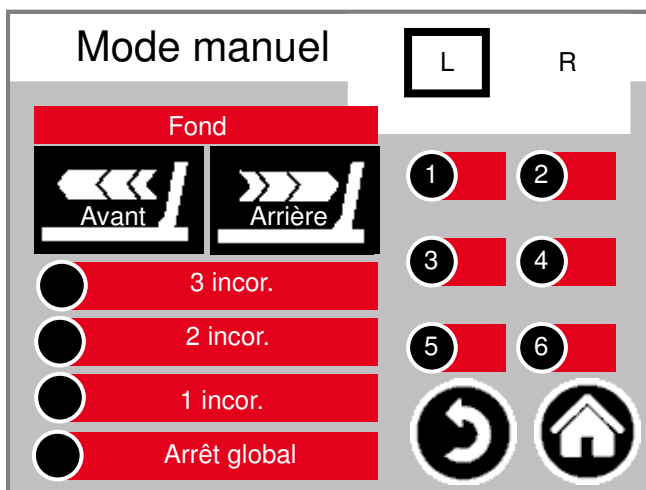 Mode manuel
L R
Fond
Avant Arrière
1 2
3 incor.
3 4
2 incor.
5 6
1 incor.
Arrêt global